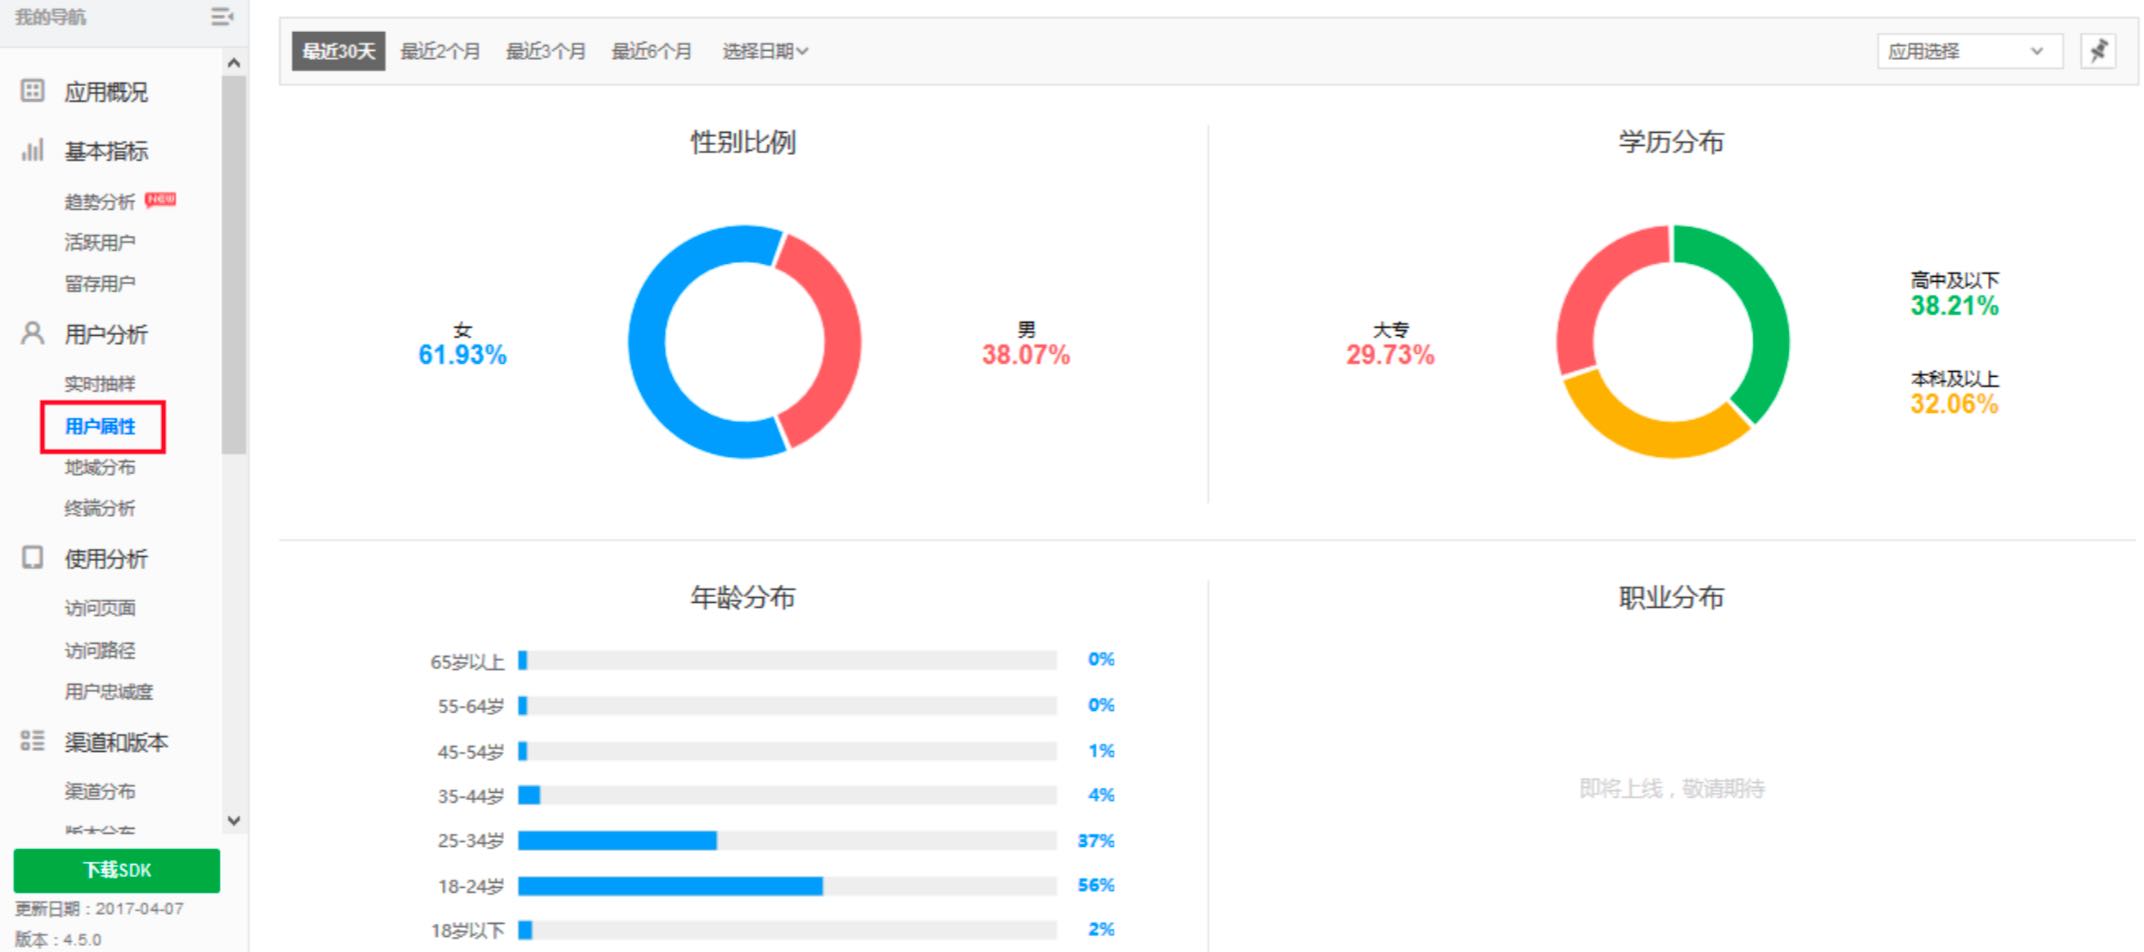 我的导航
应用概况
基本指标
趋势分析 NEW
活跃用户
留存用户
用户分析
实时抽样
用户属性
地域分布
终端分析
使用分析
访问页面
访问路径
用户忠诚度
渠道和版本
渠道分布
版本分布
下载SDK
更新日期：2017-04-07
版本：4.5.0
最近30天 最近2个月 最近3个月 最近6个月 选择日期
应用选择
性别比例
女
61.93%
男
38.07%
学历分布
大专
29.73%
高中及以下
38.21%
本科及以上
32.06%
年龄分布
65岁以上 0%
55-64岁 0%
45-54岁 1%
35-44岁 4%
25-34岁 37%
18-24岁 56%
18岁以下 2%
职业分布
即将上线，敬请期待